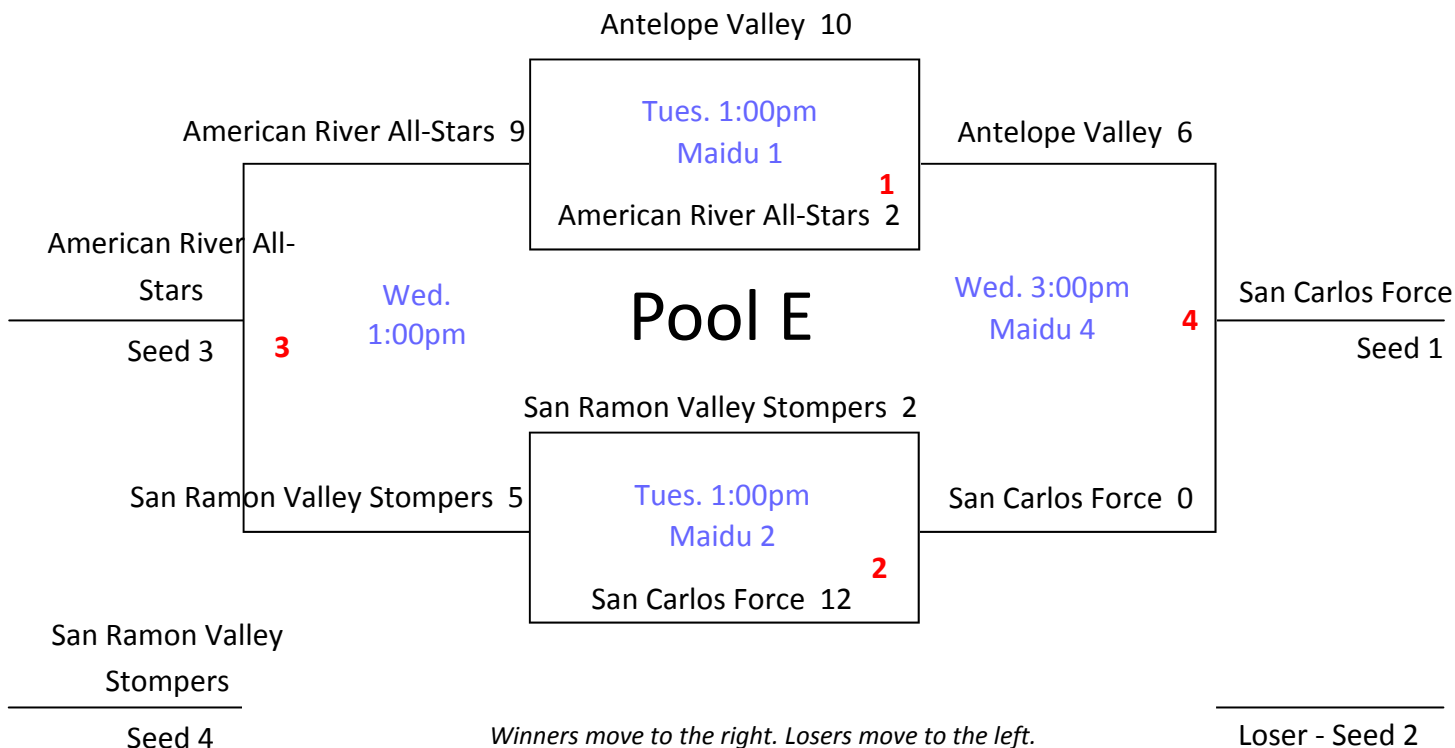 Antelope Valley 10
Tues. 1:00pm
Maidu 1
1
American River All-Stars 9
Antelope Valley 6
American River All-Stars 2
American River All-
Stars
Seed 3
3
Wed.
1:00pm
Pool E
Wed. 3:00pm
Maidu 4
4
San Carlos Force
Seed 1
San Ramon Valley Stompers 2
San Ramon Valley Stompers 5
Tues. 1:00pm
Maidu 2
2
San Carlos Force 0
San Carlos Force 12
San Ramon Valley
Stompers
Seed 4
Winners move to the right. Losers move to the left.
Loser - Seed 2